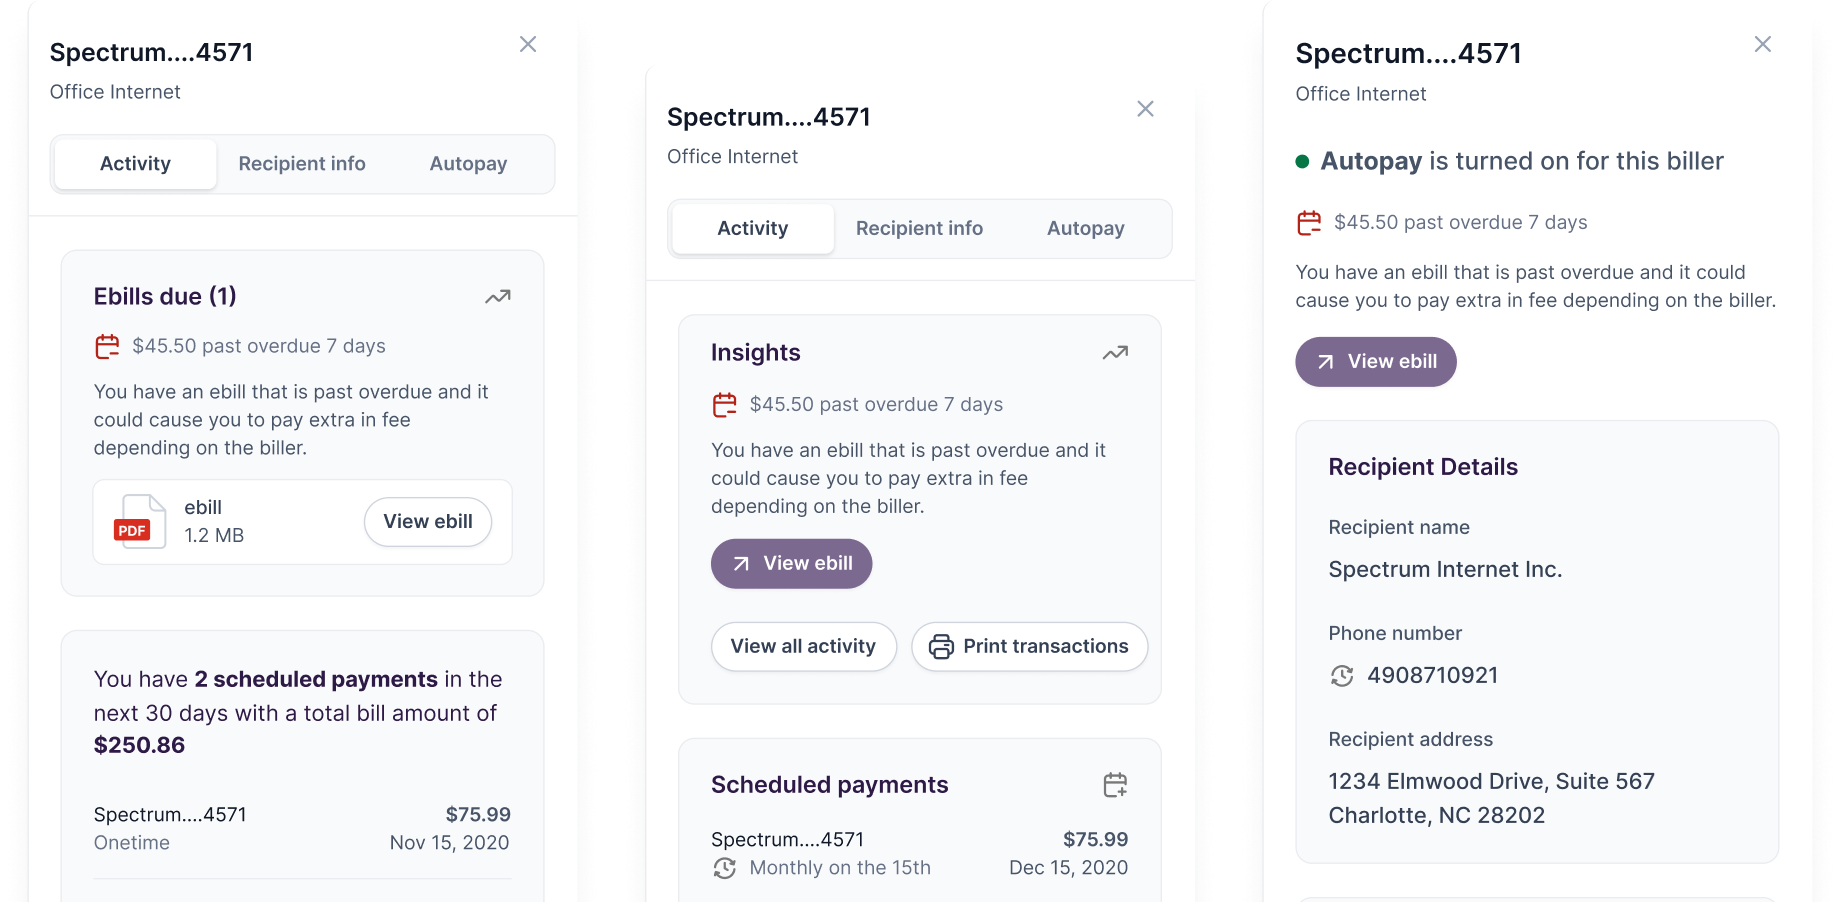 Spectrum....4571
Office Internet
Activity
Recipient info
Autopay
Ebills due (1)
$45.50 past overdue 7 days
You have an ebill that is past overdue and it
could cause you to pay extra in fee
depending on the biller.
PDF
ebill
1.2 MB
View ebill
You have 2 scheduled payments in the
next 30 days with a total bill amount of
$250.86
Spectrum....4571
$75.99
Onetime
Nov 15, 2020
Spectrum....4571
Office Internet
Activity
Recipient info
Autopay
Insights
$45.50 past overdue 7 days
You have an ebill that is past overdue and it
could cause you to pay extra in fee
depending on the biller.
View ebill
View all activity
Print transactions
Scheduled payments
Spectrum....4571
$75.99
Monthly on the 15th
Dec 15, 2020
Spectrum....4571
Office Internet
Autopay is turned on for this biller
$45.50 past overdue 7 days
You have an ebill that is past overdue and it could
cause you to pay extra in fee depending on the biller.
View ebill
Recipient Details
Recipient name
Spectrum Internet Inc.
Phone number
4908710921
Recipient address
1234 Elmwood Drive, Suite 567
Charlotte, NC 28202